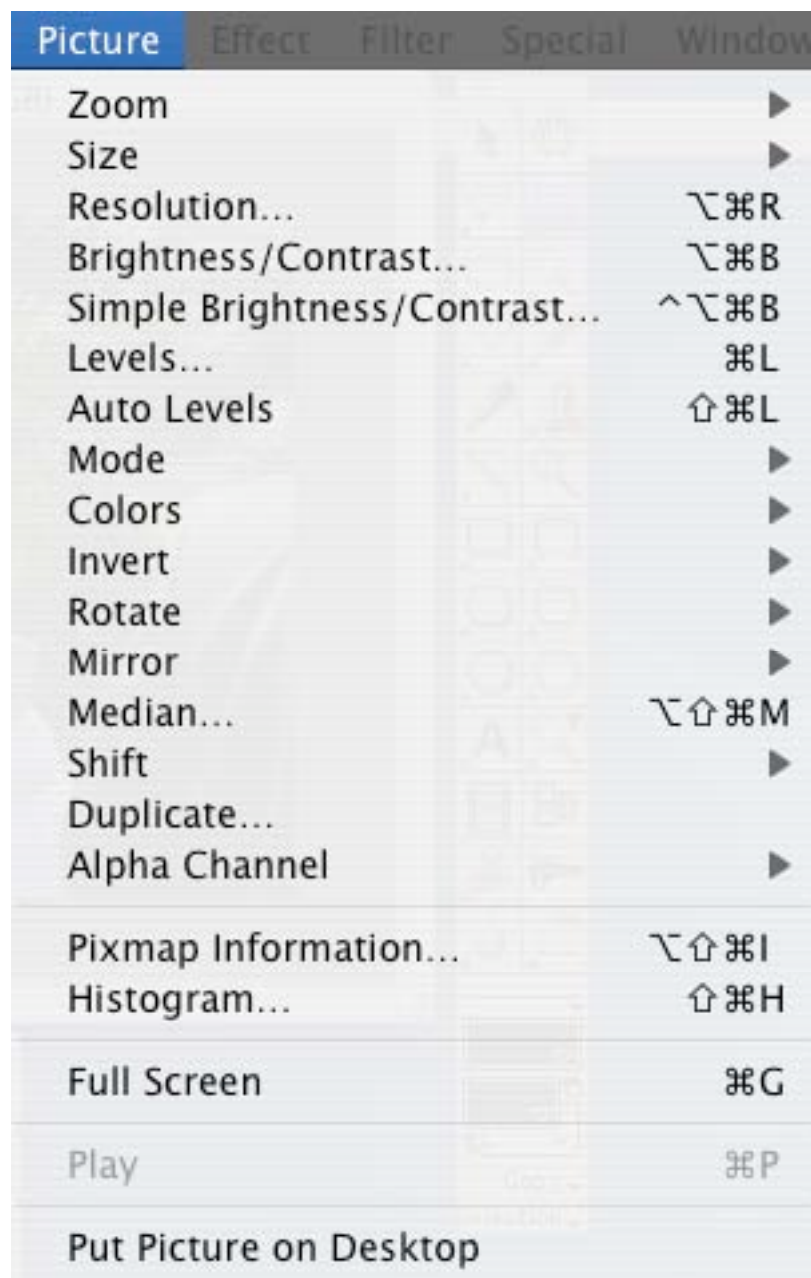 Picture Effect Filter Special Window
Zoom ▶
Size ▶
Resolution... ⌥⌘R
Brightness/Contrast... ⌥⌘B
Simple Brightness/Contrast... ^⌥⌘B
Levels... ⌘L
Auto Levels ⇧⌘L
Mode ▶
Colors ▶
Invert ▶
Rotate ▶
Mirror ▶
Median... ⌥⇧⌘M
Shift ▶
Duplicate...
Alpha Channel ▶
Pixmap Information... ⌥⇧⌘I
Histogram... ⇧⌘H
Full Screen ⌘G
Play ⌘P
Put Picture on Desktop